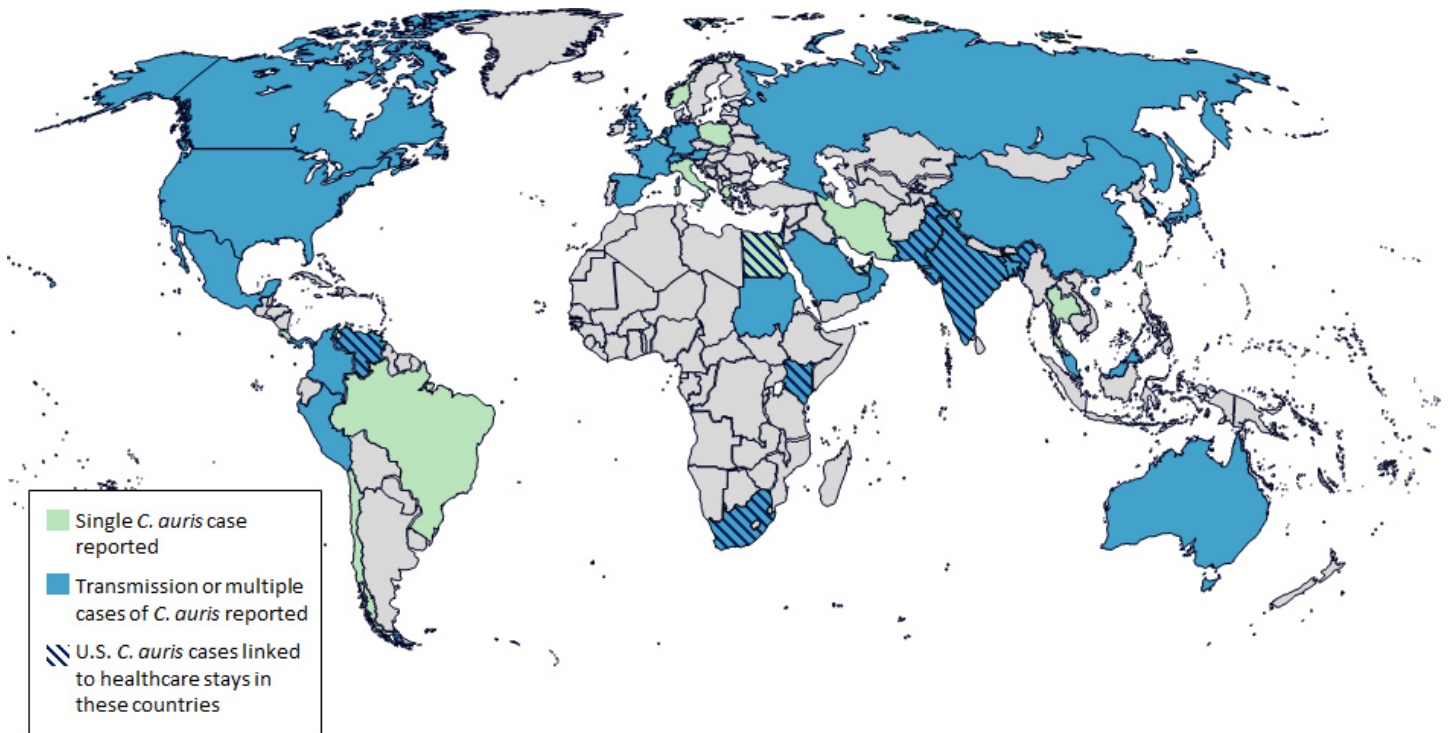 Single C. auris case
reported
Transmission or multiple
cases of C. auris reported
U.S. C. auris cases linked
to healthcare stays in
these countries